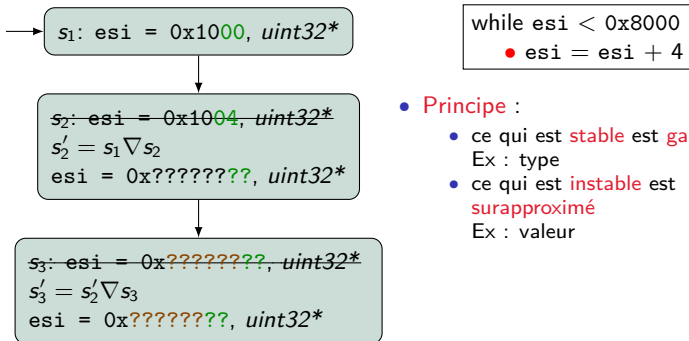 s₁: esi = 0x1000, uint32*
s₂: esi = 0x1004, uint32*
s′₂ = s₁∇s₂
esi = 0x????????, uint32*
s₃: esi = 0x????????, uint32*
s′₃ = s′₂∇s₃
esi = 0x????????, uint32*
while esi < 0x8000
• esi = esi + 4
• Principe :
• ce qui est stable est ga
Ex : type
• ce qui est instable est
surapproximé
Ex : valeur